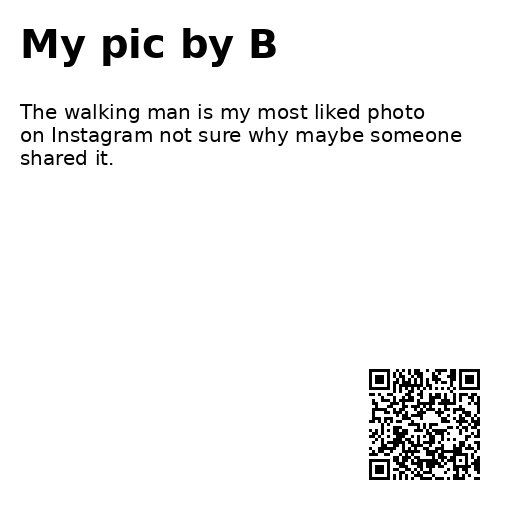 My pic by B
The walking man is my most liked photo
on Instagram not sure why maybe someone
shared it.